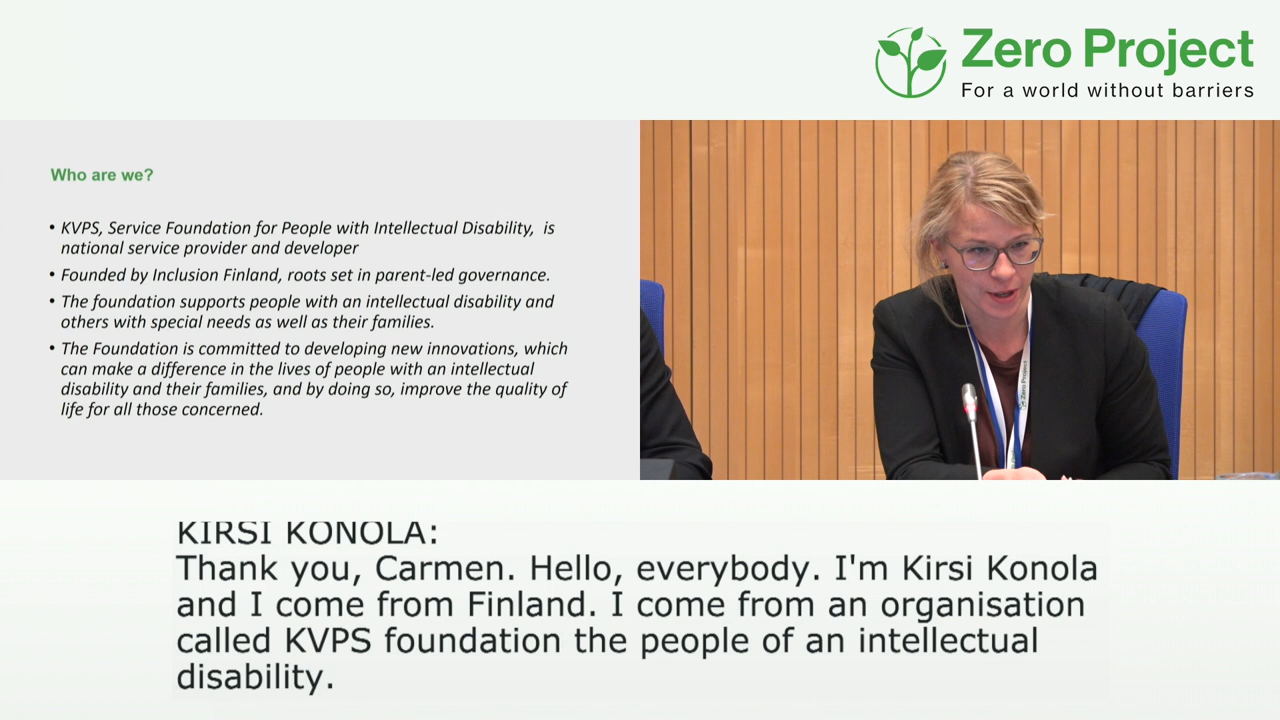 Zero Project
For a world without barriers
Who are we?
• KVPS, Service Foundation for People with Intellectual Disability, is
national service provider and developer
• Founded by Inclusion Finland, roots set in parent-led governance.
• The foundation supports people with an intellectual disability and
others with special needs as well as their families.
• The Foundation is committed to developing new innovations, which
can make a difference in the lives of people with an intellectual
disability and their families, and by doing so, improve the quality of
life for all those concerned.
Zero Project
KIRSI KONOLA:
Thank you, Carmen. Hello, everybody. I'm Kirsi Konola
and I come from Finland. I come from an organisation
called KVPS foundation the people of an intellectual
disability.